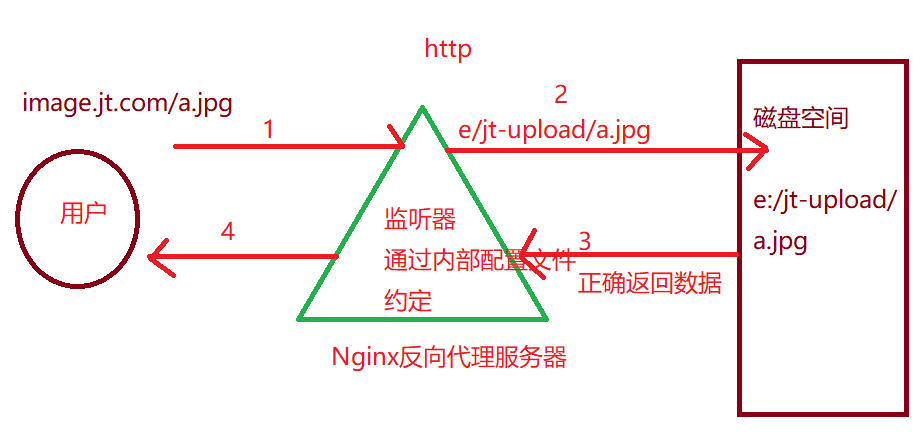 http
image.jt.com/a.jpg
1
2
e/jt-upload/a.jpg
磁盘空间
用户
监听器
通过内部配置文件
约定
e:/jt-upload/
a.jpg
4
3
正确返回数据
Nginx反向代理服务器